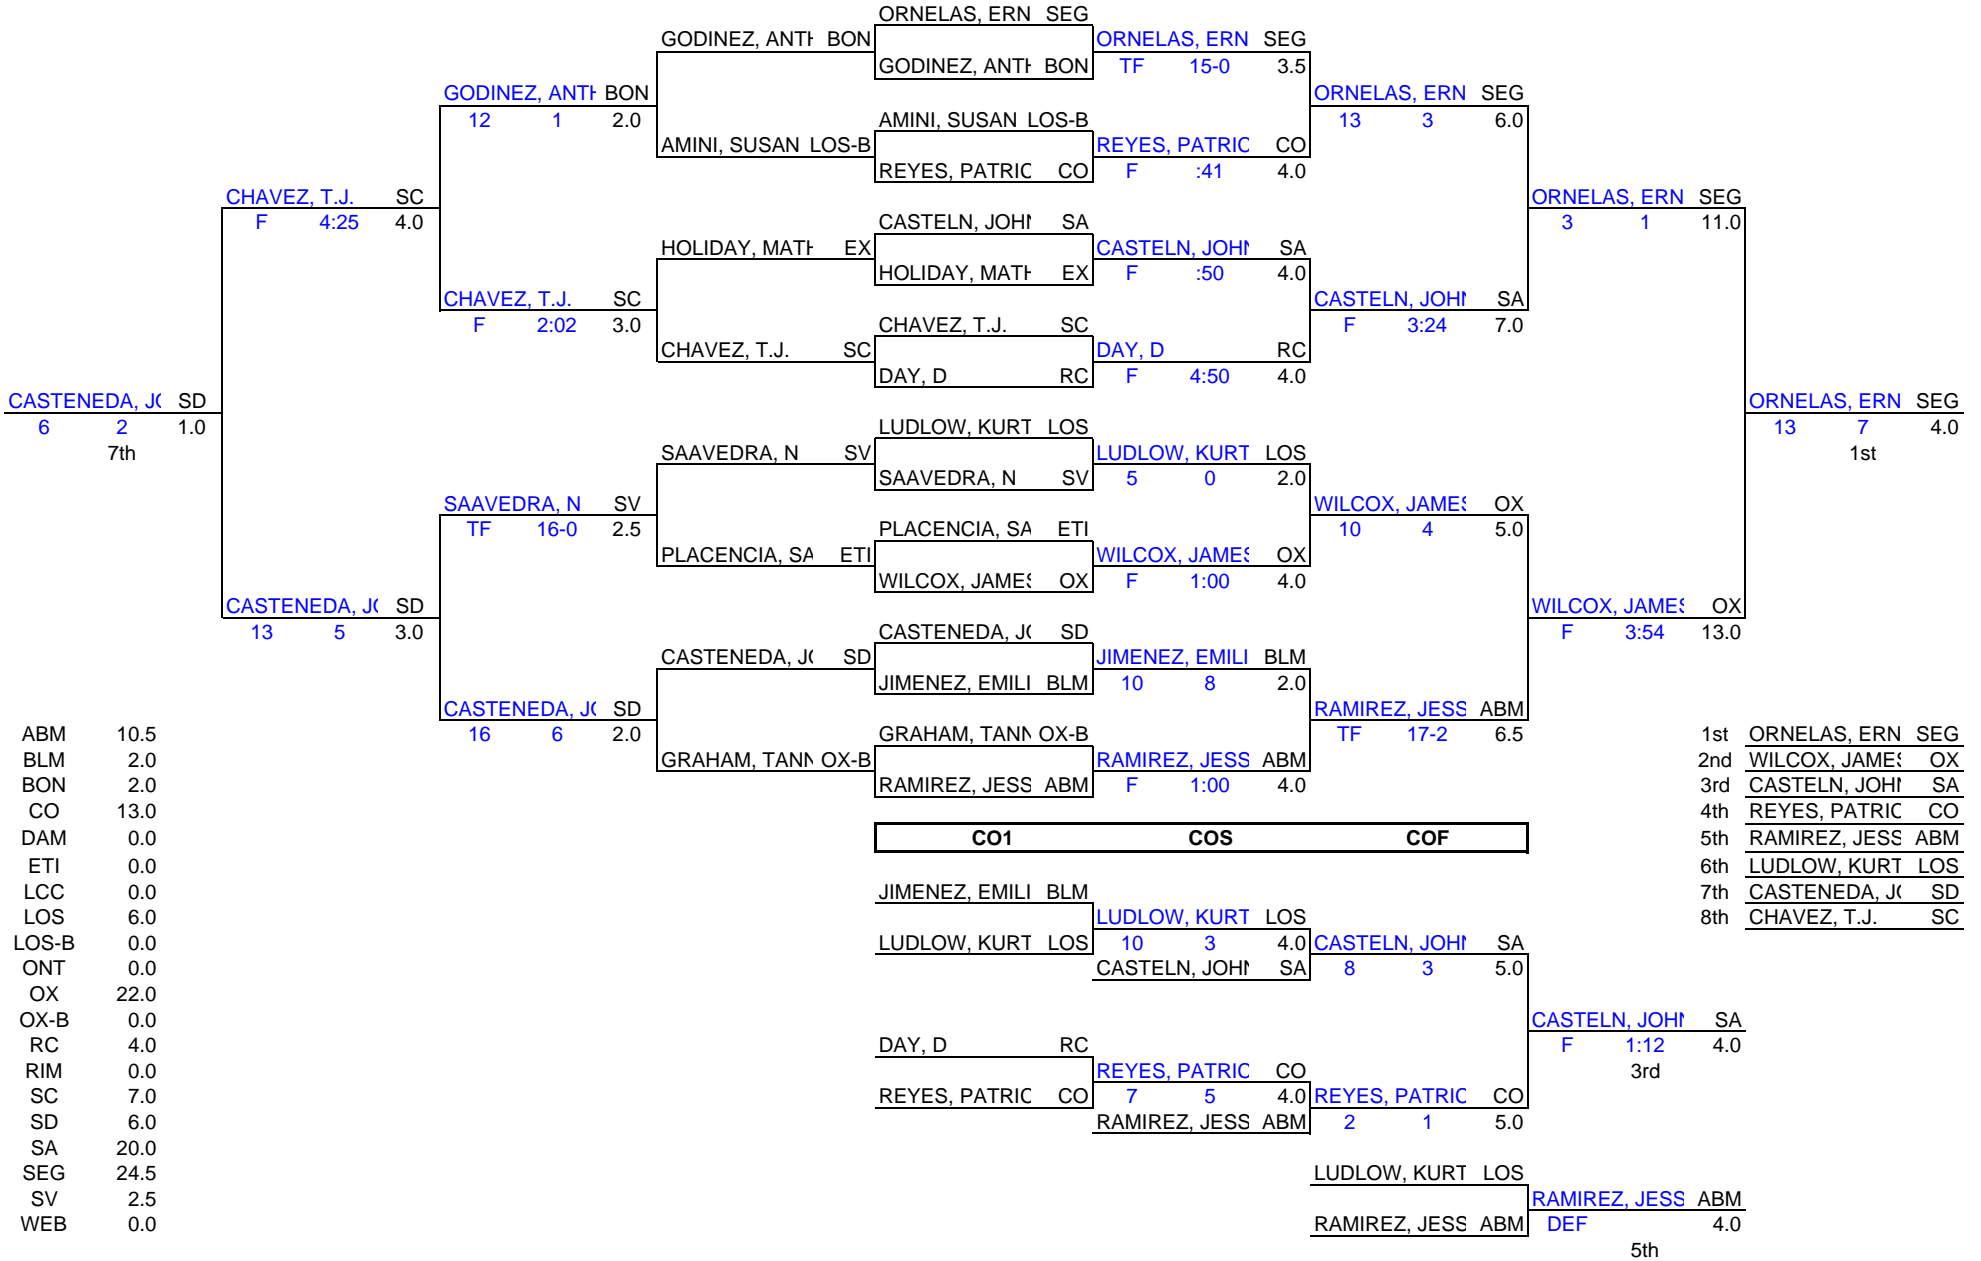 ORNELAS, ERN SEG
GODINEZ, ANTH BON
ORNELAS, ERN SEG
GODINEZ, ANTH BON
TF 15-0 3.5
GODINEZ, ANTH BON
12 1 2.0
ORNELAS, ERN SEG
13 3 6.0
AMINI, SUSAN LOS-B
AMINI, SUSAN LOS-B
REYES, PATRIC CO
REYES, PATRIC CO
F :41 4.0
CHAVEZ, T.J. SC
F 4:25 4.0
ORNELAS, ERN SEG
3 1 11.0
CASTELN, JOHN SA
HOLIDAY, MATH EX
CASTELN, JOHN SA
HOLIDAY, MATH EX
F :50 4.0
CHAVEZ, T.J. SC
F 2:02 3.0
CASTELN, JOHN SA
F 3:24 7.0
CHAVEZ, T.J. SC
CHAVEZ, T.J. SC
DAY, D RC
DAY, D RC
F 4:50 4.0
CASTENEDA, JO SD
6 2 1.0
7th
ORNELAS, ERN SEG
13 7 4.0
1st
LUDLOW, KURT LOS
SAAVEDRA, N SV
LUDLOW, KURT LOS
SAAVEDRA, N SV
5 0 2.0
SAAVEDRA, N SV
TF 16-0 2.5
WILCOX, JAMES OX
10 4 5.0
PLACENCIA, SA ETI
PLACENCIA, SA ETI
WILCOX, JAMES OX
WILCOX, JAMES OX
F 1:00 4.0
CASTENEDA, JO SD
13 5 3.0
WILCOX, JAMES OX
F 3:54 13.0
CASTENEDA, JO SD
CASTENEDA, JO SD
JIMENEZ, EMILI BLM
JIMENEZ, EMILI BLM
10 8 2.0
CASTENEDA, JO SD
16 6 2.0
RAMIREZ, JESS ABM
TF 17-2 6.5
GRAHAM, TANN OX-B
GRAHAM, TANN OX-B
RAMIREZ, JESS ABM
RAMIREZ, JESS ABM
F 1:00 4.0
ABM 10.5
BLM 2.0
BON 2.0
CO 13.0
DAM 0.0
ETI 0.0
LCC 0.0
LOS 6.0
LOS-B 0.0
ONT 0.0
OX 22.0
OX-B 0.0
RC 4.0
RIM 0.0
SC 7.0
SD 6.0
SA 20.0
SEG 24.5
SV 2.5
WEB 0.0
1st ORNELAS, ERN SEG
2nd WILCOX, JAMES OX
3rd CASTELN, JOHN SA
4th REYES, PATRIC CO
5th RAMIREZ, JESS ABM
6th LUDLOW, KURT LOS
7th CASTENEDA, JO SD
8th CHAVEZ, T.J. SC
CO1 COS COF
JIMENEZ, EMILI BLM
LUDLOW, KURT LOS
LUDLOW, KURT LOS
10 3 4.0
CASTELN, JOHN SA
CASTELN, JOHN SA
8 3 5.0
CASTELN, JOHN SA
F 1:12 4.0
3rd
DAY, D RC
REYES, PATRIC CO
REYES, PATRIC CO
7 5 4.0
RAMIREZ, JESS ABM
REYES, PATRIC CO
2 1 5.0
LUDLOW, KURT LOS
RAMIREZ, JESS ABM
RAMIREZ, JESS ABM
DEF 4.0
5th